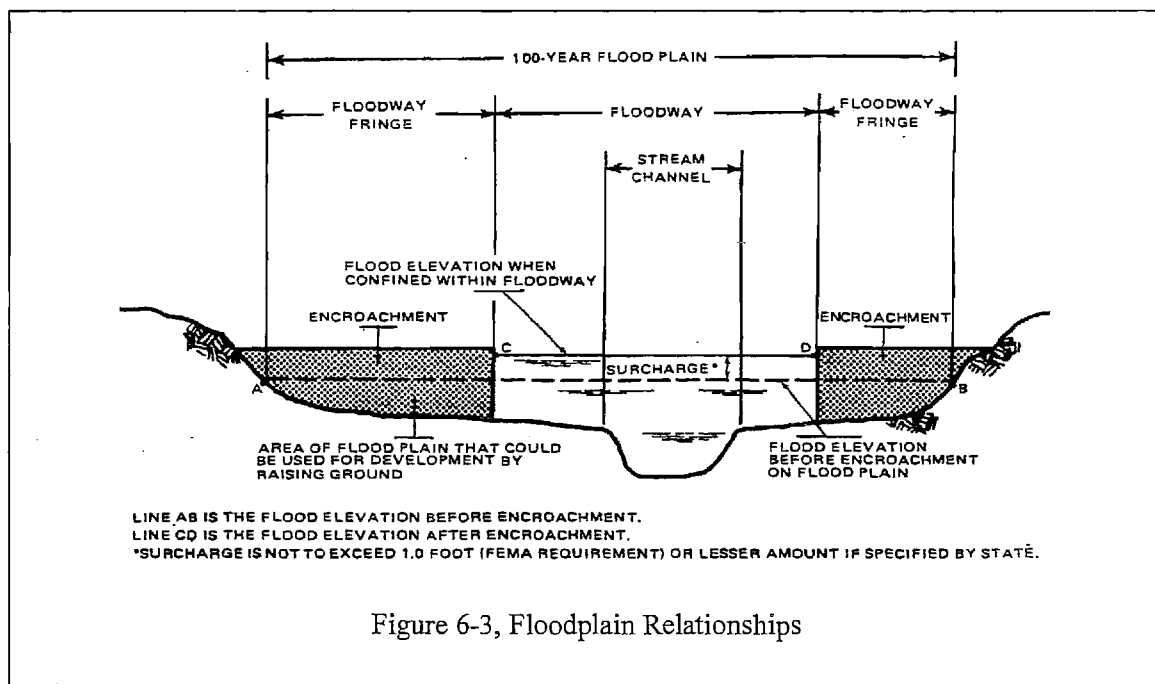 100-YEAR FLOOD PLAIN
FLOODWAY
FRINGE
FLOODWAY
FLOODWAY
FRINGE
STREAM
CHANNEL
FLOOD ELEVATION WHEN
CONFINED WITHIN FLOODWAY
ENCROACHMENT
ENCROACHMENT
C
D
SURCHARGE*
A
B
AREA OF FLOOD PLAIN THAT COULD
BE USED FOR DEVELOPMENT BY
RAISING GROUND
FLOOD ELEVATION
BEFORE ENCROACHMENT
ON FLOOD PLAIN
LINE AB IS THE FLOOD ELEVATION BEFORE ENCROACHMENT.
LINE CD IS THE FLOOD ELEVATION AFTER ENCROACHMENT.
*SURCHARGE IS NOT TO EXCEED 1.0 FOOT (FEMA REQUIREMENT) OR LESSER AMOUNT IF SPECIFIED BY STATE.
Figure 6-3, Floodplain Relationships